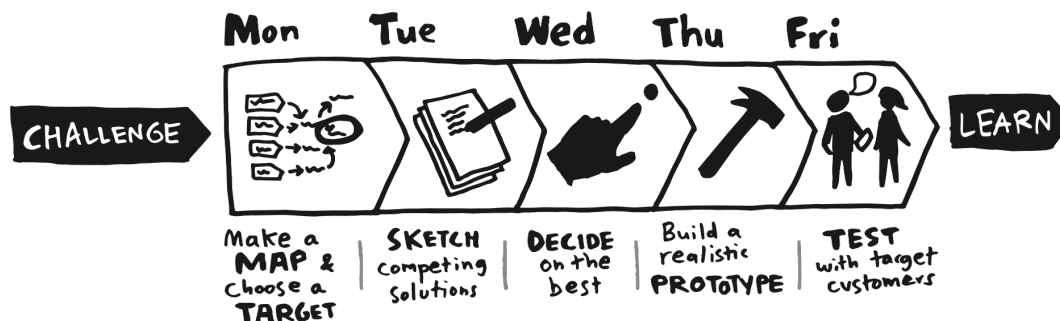 Mon
Tue
Wed
Thu
Fri
CHALLENGE
LEARN
Make a
MAP &
choose a
TARGET
SKETCH
competing
solutions
DECIDE
on the
best
Build a
realistic
PROTOTYPE
TEST
with target
customers